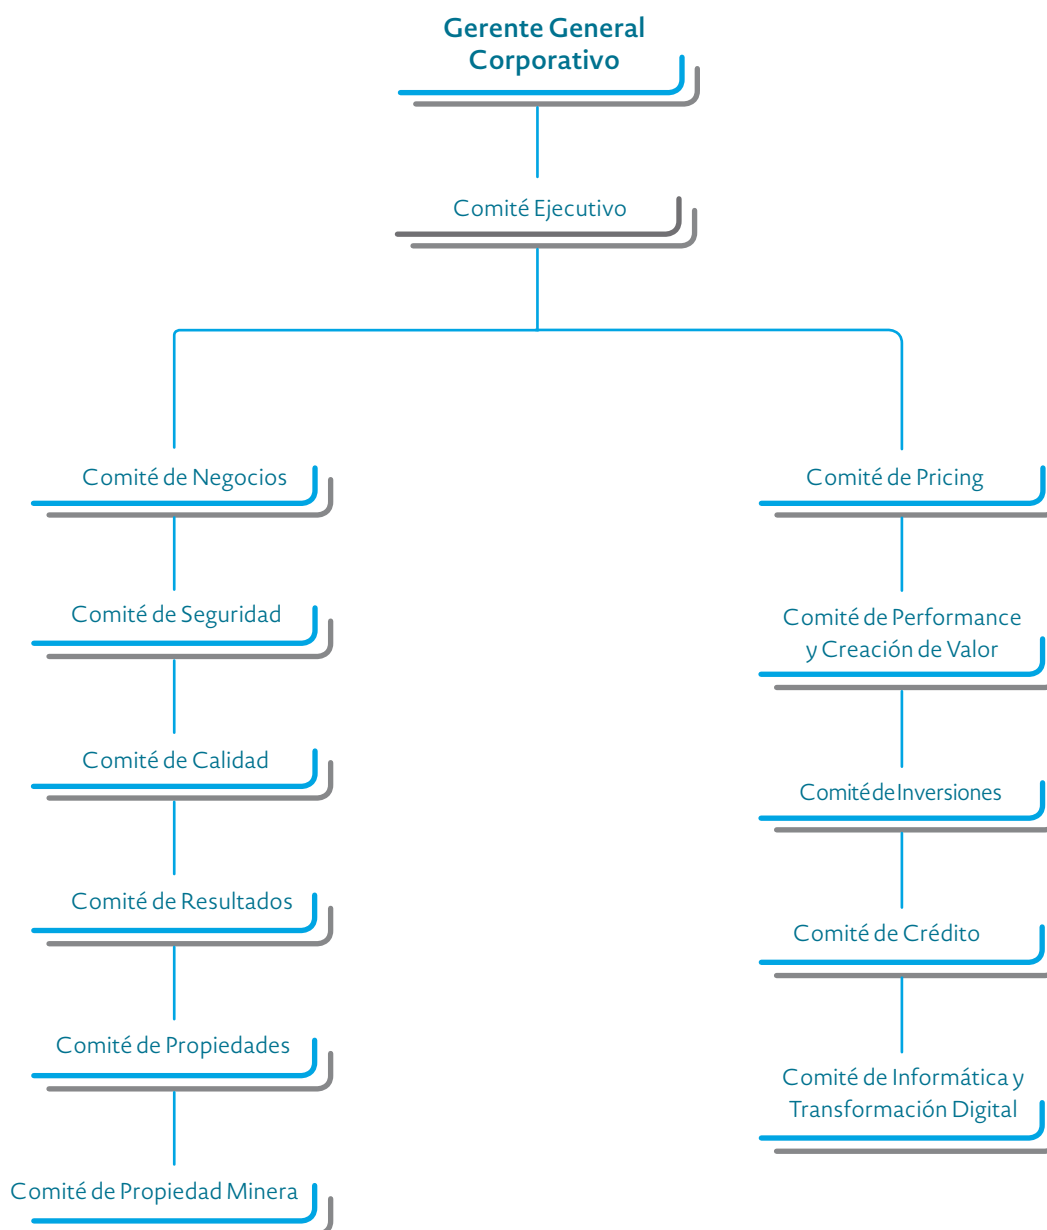 Gerente General
Corporativo
Comité Ejecutivo
Comité de Negocios
Comité de Seguridad
Comité de Calidad
Comité de Resultados
Comité de Propiedades
Comité de Propiedad Minera
Comité de Pricing
Comité de Performance
y Creación de Valor
Comité de Inversiones
Comité de Crédito
Comité de Informática y
Transformación Digital